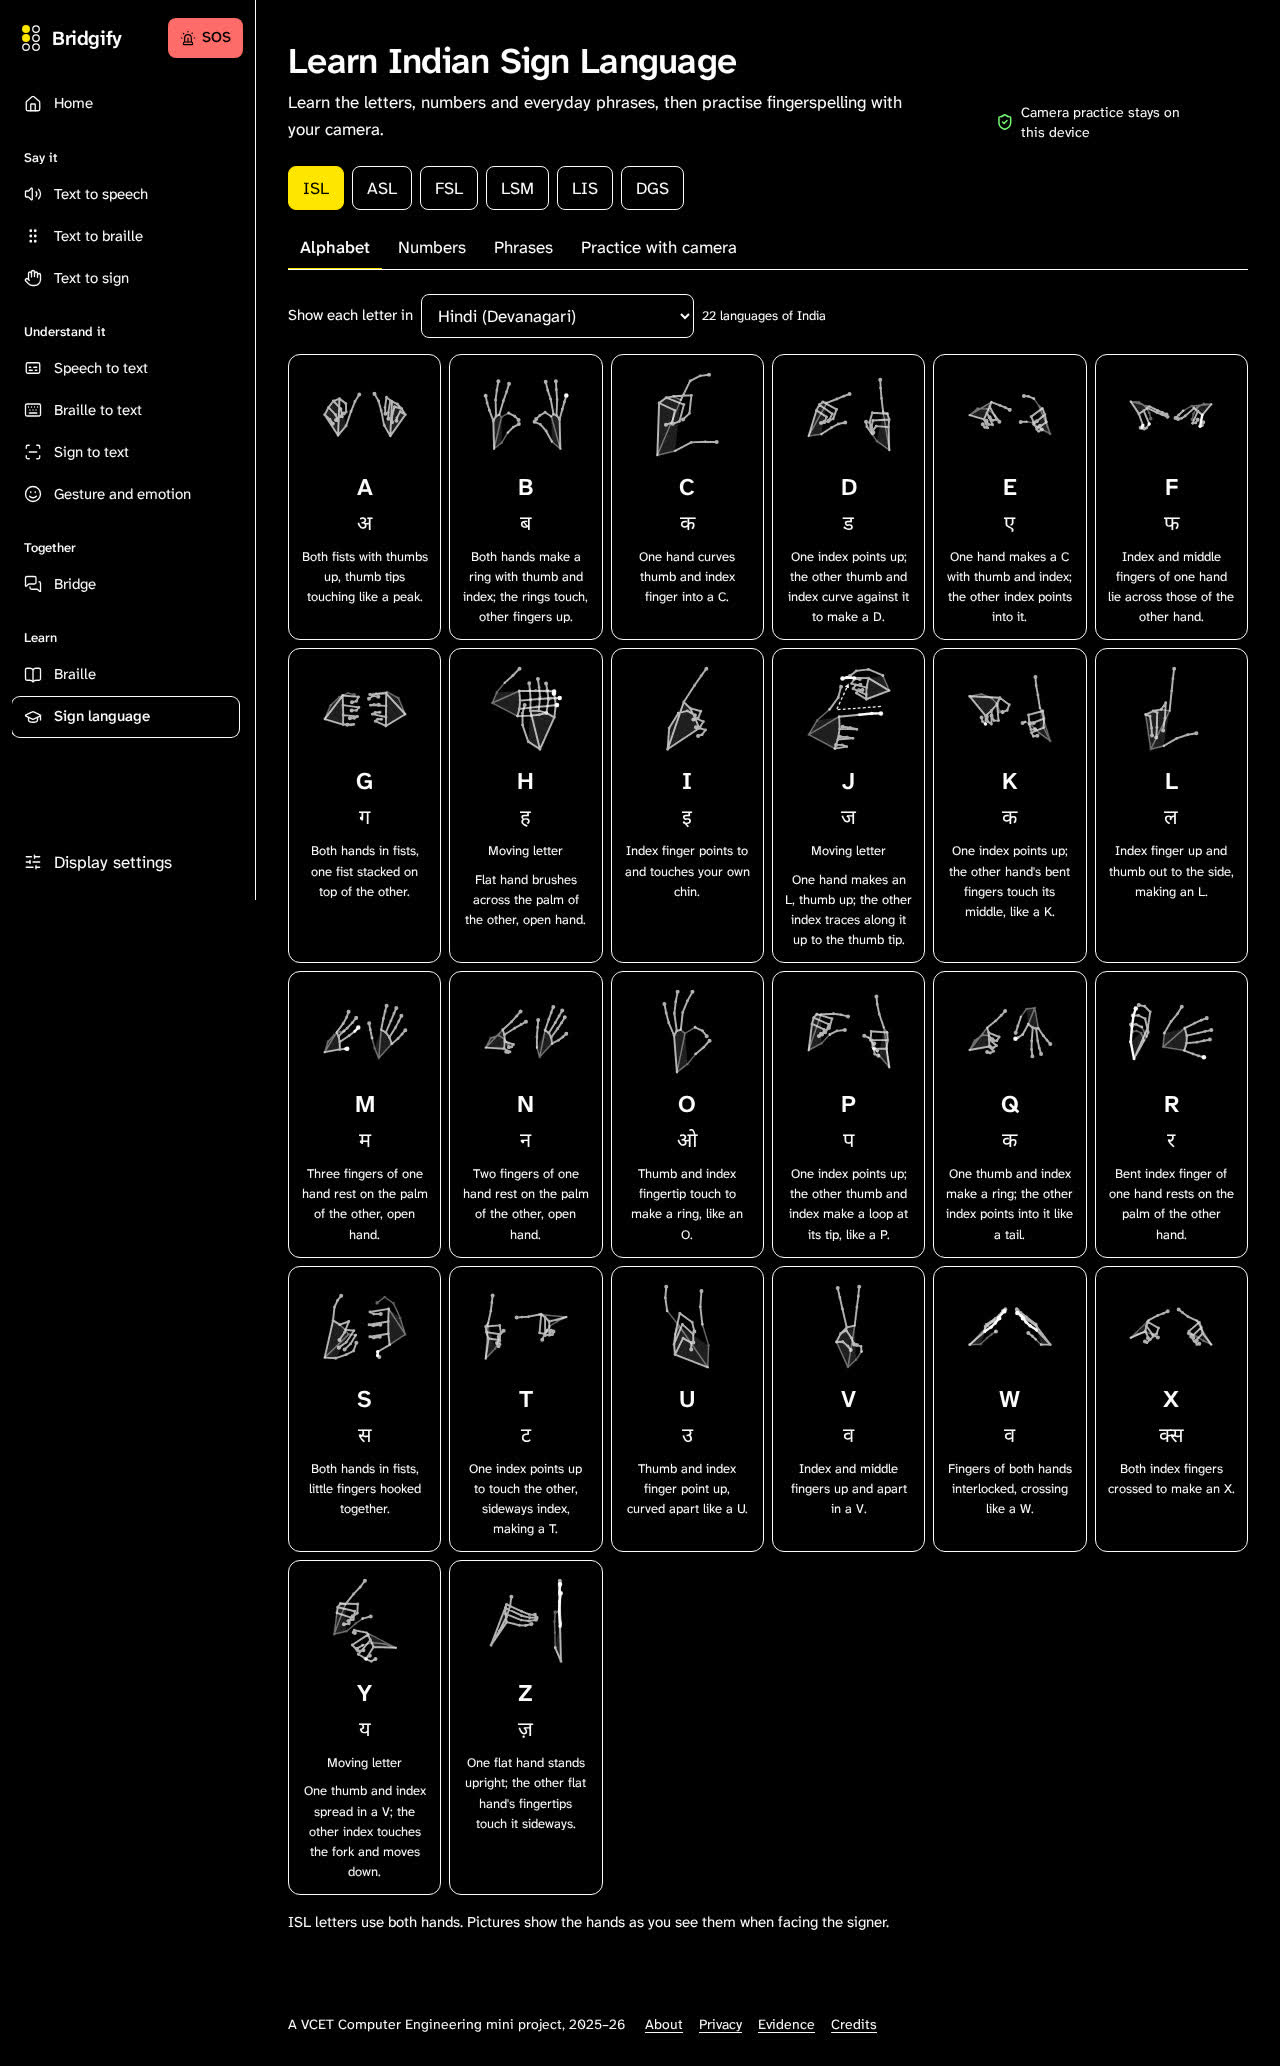 Bridgify
SOS
Home
Say it
Text to speech
Text to braille
Text to sign
Understand it
Speech to text
Braille to text
Sign to text
Gesture and emotion
Together
Bridge
Learn
Braille
Sign language
Display settings
Learn Indian Sign Language
Learn the letters, numbers and everyday phrases, then practise fingerspelling with
your camera.
Camera practice stays on
this device
ISL ASL FSL LSM LIS DGS
Alphabet Numbers Phrases Practice with camera
Show each letter in Hindi (Devanagari) 22 languages of India
A
अ
Both fists with thumbs
up, thumb tips
touching like a peak.
B
ब
Both hands make a
ring with thumb and
index; the rings touch,
other fingers up.
C
क
One hand curves
thumb and index
finger into a C.
D
ड
One index points up;
the other thumb and
index curve against it
to make a D.
E
ए
One hand makes a C
with thumb and index;
the other index points
into it.
F
फ
Index and middle
fingers of one hand
lie across those of the
other hand.
G
ग
Both hands in fists,
one fist stacked on
top of the other.
H
ह
Moving letter
Flat hand brushes
across the palm of
the other, open hand.
I
इ
Index finger points to
and touches your own
chin.
J
ज
Moving letter
One hand makes an
L, thumb up; the other
index traces along it
up to the thumb tip.
K
क
One index points up;
the other hand's bent
fingers touch its
middle, like a K.
L
ल
Index finger up and
thumb out to the side,
making an L.
M
म
Three fingers of one
hand rest on the palm
of the other, open
hand.
N
न
Two fingers of one
hand rest on the palm
of the other, open
hand.
O
ओ
Thumb and index
fingertip touch to
make a ring, like an
O.
P
प
One index points up;
the other thumb and
index make a loop at
its tip, like a P.
Q
क
One thumb and index
make a ring; the other
index points into it like
a tail.
R
र
Bent index finger of
one hand rests on the
palm of the other
hand.
S
स
Both hands in fists,
little fingers hooked
together.
T
ट
One index points up
to touch the other,
sideways index,
making a T.
U
उ
Thumb and index
finger point up,
curved apart like a U.
V
व
Index and middle
fingers up and apart
in a V.
W
व
Fingers of both hands
interlocked, crossing
like a W.
X
क्स
Both index fingers
crossed to make an X.
Y
य
Moving letter
One thumb and index
spread in a V; the
other index touches
the fork and moves
down.
Z
ज़
One flat hand stands
upright; the other flat
hand's fingertips
touch it sideways.
ISL letters use both hands. Pictures show the hands as you see them when facing the signer.
A VCET Computer Engineering mini project, 2025–26 About Privacy Evidence Credits